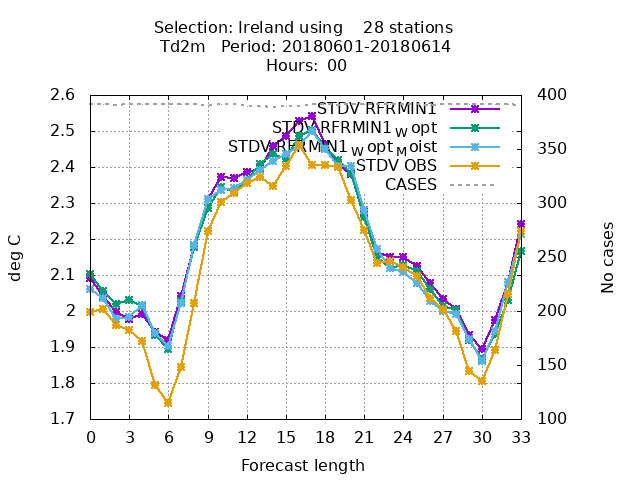 Selection: Ireland using 28 stations
Td2m Period: 20180601-20180614
Hours: 00
STDV RFRMIN1
STDV RFRMIN1_W opt
STDV RFRMIN1_W opt_M oist
STDV OBS
CASES
deg C
2.6
2.5
2.4
2.3
2.2
2.1
2
1.9
1.8
1.7
No cases
400
350
300
250
200
150
100
0 3 6 9 12 15 18 21 24 27 30 33
Forecast length